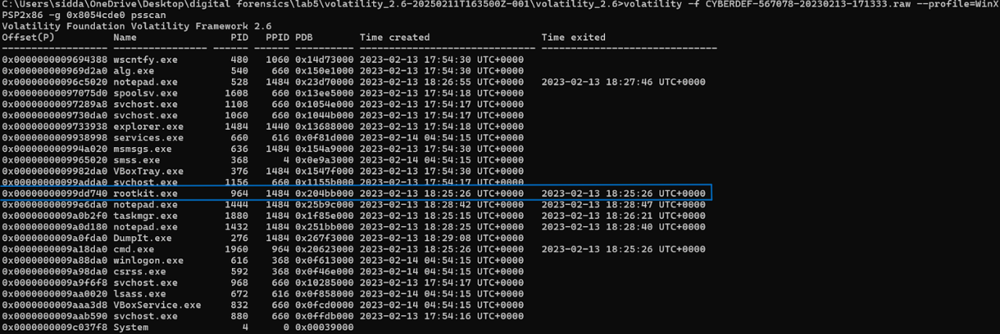 C:\Users\sidda\OneDrive\Desktop\digital forensics\lab5\volatility_2.6-20250211T163500Z-001\volatility_2.6>volatility -f CYBERDEF-567078-20230213-171333.raw --profile=WinX
PSP2x86 -g 0x8054cde0 psscan
Volatility Foundation Volatility Framework 2.6
Offset(P)          Name                PID   PPID PDB        Time created                   Time exited
------------------ ---------------- ------ ------ ---------- ------------------------------ ------------------------------
0x0000000009694388 wscntfy.exe         480   1060 0x14d73000 2023-02-13 17:54:30 UTC+0000
0x000000000969d2a0 alg.exe             540    660 0x150e1000 2023-02-13 17:54:30 UTC+0000
0x00000000096c5020 notepad.exe         528   1484 0x23d70000 2023-02-13 18:26:55 UTC+0000   2023-02-13 18:27:46 UTC+0000
0x00000000097075d0 spoolsv.exe        1608    660 0x13ee5000 2023-02-13 17:54:18 UTC+0000
0x00000000097289a8 svchost.exe        1108    660 0x1054e000 2023-02-13 17:54:17 UTC+0000
0x0000000009730da0 svchost.exe        1060    660 0x1044b000 2023-02-13 17:54:17 UTC+0000
0x0000000009733938 explorer.exe       1484   1440 0x13688000 2023-02-13 17:54:18 UTC+0000
0x0000000009938998 services.exe        660    616 0x0f81d000 2023-02-14 04:54:15 UTC+0000
0x000000000994a020 msmsgs.exe          636   1484 0x154a9000 2023-02-13 17:54:30 UTC+0000
0x0000000009965020 smss.exe            368      4 0x0e9a3000 2023-02-14 04:54:15 UTC+0000
0x0000000009982da0 VBoxTray.exe        376   1484 0x1547f000 2023-02-13 17:54:30 UTC+0000
0x00000000099adda0 svchost.exe        1156    660 0x1155b000 2023-02-13 17:54:17 UTC+0000
0x00000000099dd740 rootkit.exe         964   1484 0x204bb000 2023-02-13 18:25:26 UTC+0000   2023-02-13 18:25:26 UTC+0000
0x00000000099e6da0 notepad.exe        1444   1484 0x25b9c000 2023-02-13 18:28:42 UTC+0000   2023-02-13 18:28:47 UTC+0000
0x0000000009a0b2f0 taskmgr.exe        1880   1484 0x1f85e000 2023-02-13 18:25:15 UTC+0000   2023-02-13 18:26:21 UTC+0000
0x0000000009a0d180 notepad.exe        1432   1484 0x251bb000 2023-02-13 18:28:25 UTC+0000   2023-02-13 18:28:40 UTC+0000
0x0000000009a0fda0 DumpIt.exe          276   1484 0x267f3000 2023-02-13 18:29:08 UTC+0000
0x0000000009a18da0 cmd.exe            1960    964 0x20623000 2023-02-13 18:25:26 UTC+0000   2023-02-13 18:25:26 UTC+0000
0x0000000009a88da0 winlogon.exe        616    368 0x0f613000 2023-02-14 04:54:15 UTC+0000
0x0000000009a98da0 csrss.exe           592    368 0x0f46e000 2023-02-14 04:54:15 UTC+0000
0x0000000009a9f6f8 svchost.exe         968    660 0x10285000 2023-02-13 17:54:17 UTC+0000
0x0000000009aa0020 lsass.exe           672    616 0x0f858000 2023-02-14 04:54:15 UTC+0000
0x0000000009aaa3d8 VBoxService.exe     832    660 0x0fcd0000 2023-02-14 04:54:15 UTC+0000
0x0000000009aab590 svchost.exe         880    660 0x0ffdb000 2023-02-13 17:54:16 UTC+0000
0x0000000009c037f8 System                4      0 0x00039000